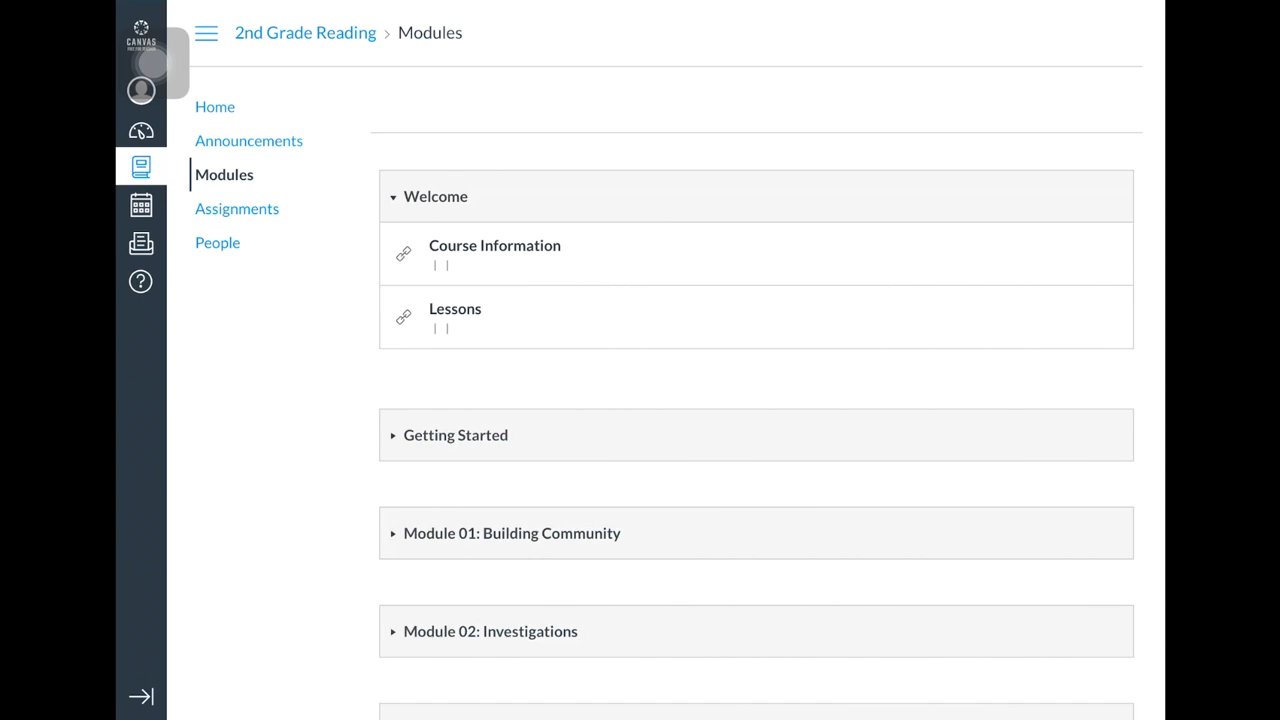 CANVAS
2nd Grade Reading > Modules
Home
Announcements
Modules
Assignments
People
Welcome
Course Information
| |
Lessons
| |
Getting Started
Module 01: Building Community
Module 02: Investigations